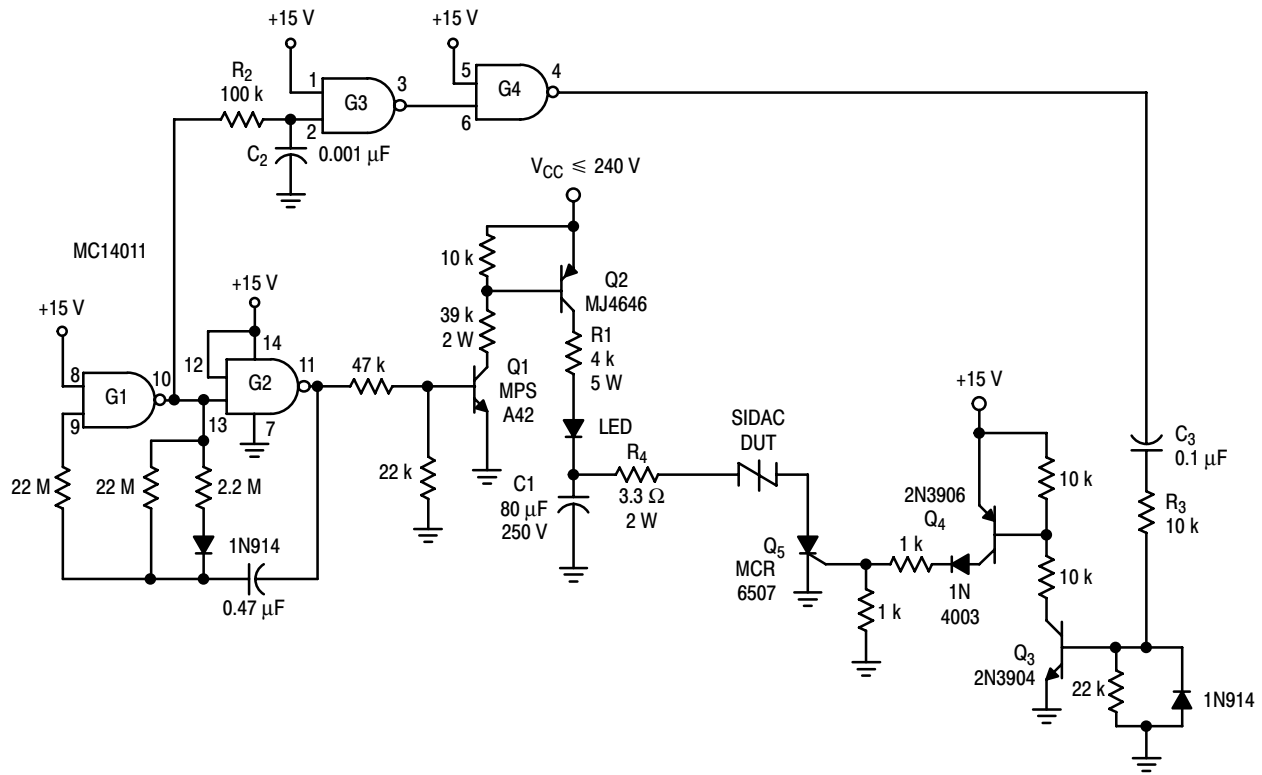 +15 V
+15 V
R2
100 k
1
G3
3
2
5
G4
4
6
C2
0.001 μF
VCC ≤ 240 V
MC14011
+15 V
+15 V
10 k
Q2
MJ4646
39 k
2 W
R1
4 k
5 W
8
G1
10
9
12
14
G2
11
13
7
47 k
Q1
MPS
A42
22 k
LED
SIDAC
DUT
+15 V
C3
0.1 μF
22 M
22 M
2.2 M
1N914
0.47 μF
C1
80 μF
250 V
R4
3.3 Ω
2 W
2N3906
Q4
10 k
R3
10 k
Q5
MCR
6507
1 k
1N
4003
10 k
1 k
Q3
2N3904
22 k
1N914